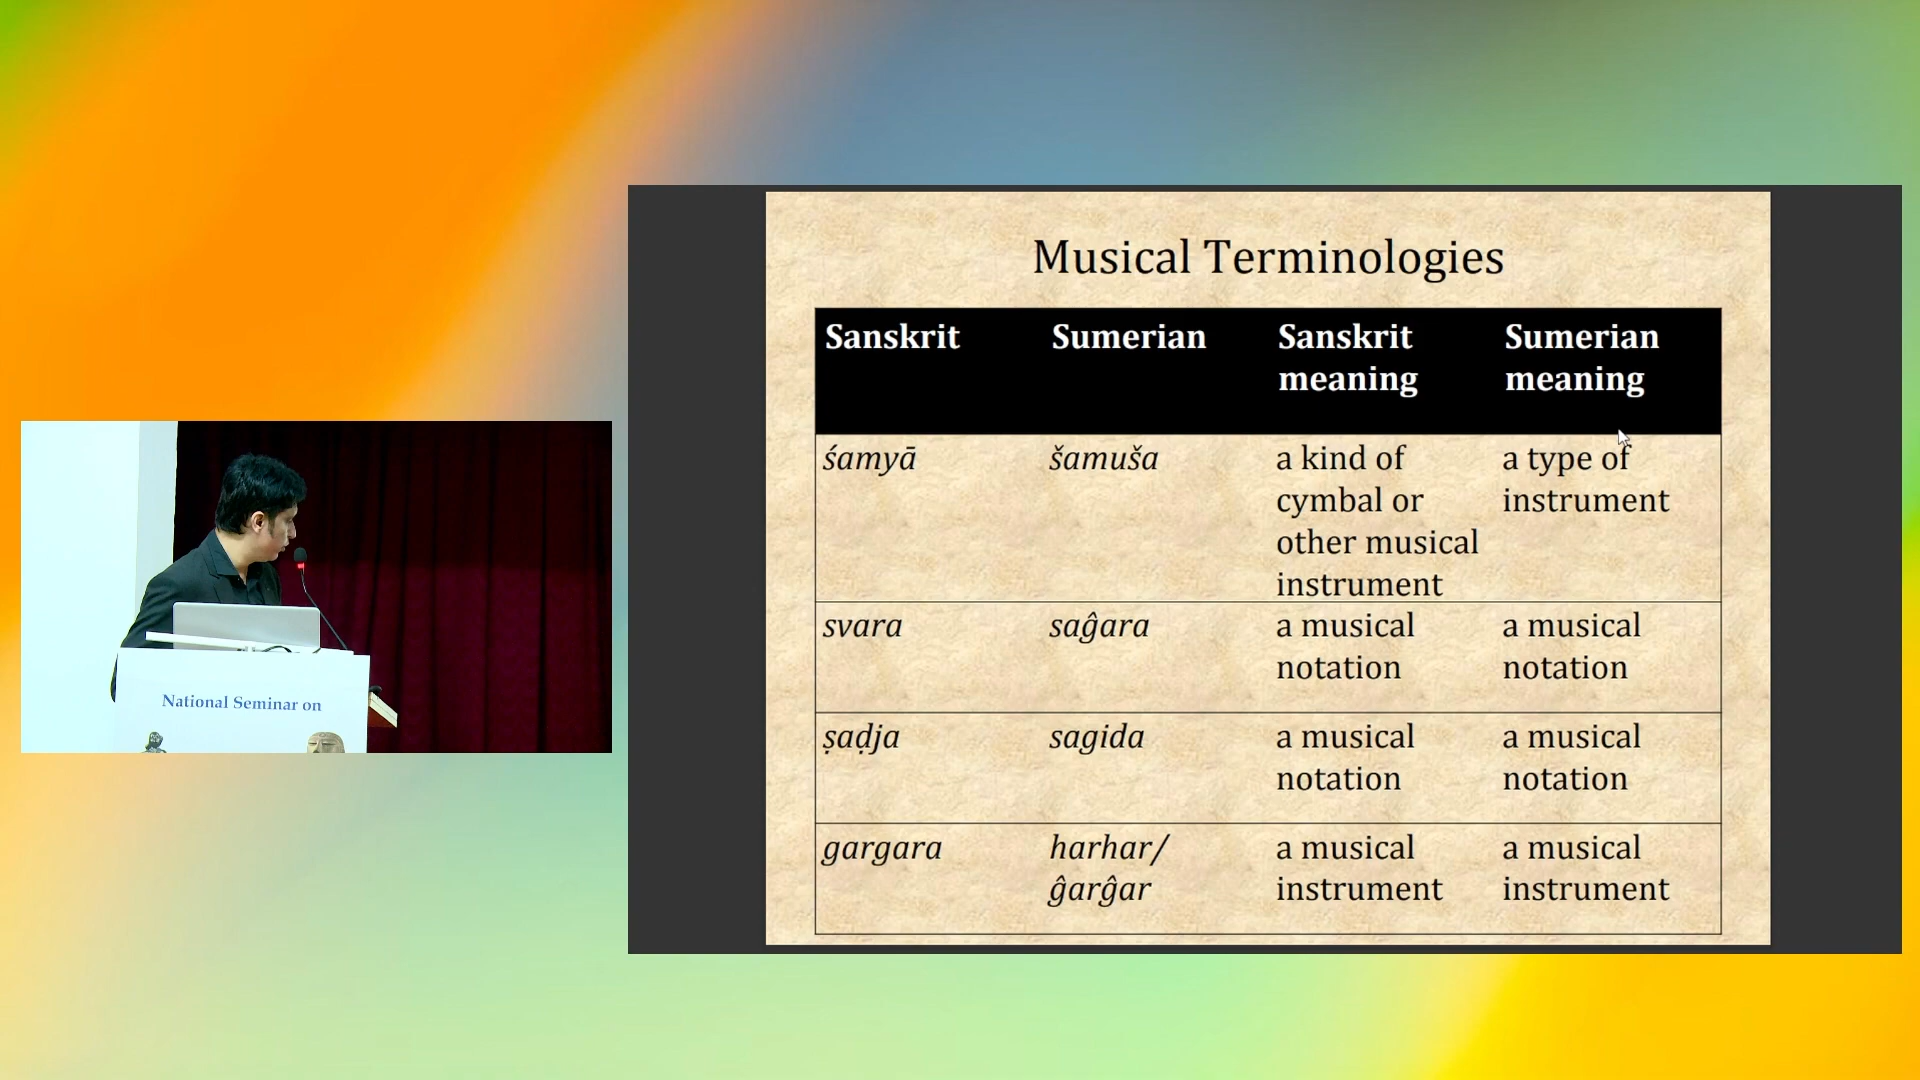 National Seminar on
Musical Terminologies
Sanskrit
Sumerian
Sanskrit
meaning
Sumerian
meaning
śamyā
šamuša
a kind of
cymbal or
other musical
instrument
a type of
instrument
svara
saĝara
a musical
notation
a musical
notation
ṣaḍja
sagida
a musical
notation
a musical
notation
gargara
harhar/
ĝarĝar
a musical
instrument
a musical
instrument